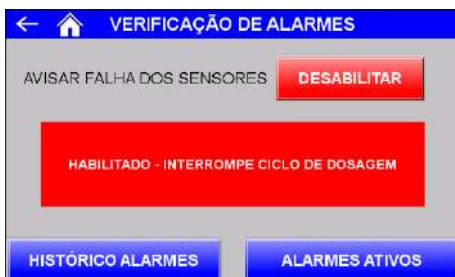 VERIFICAÇÃO DE ALARMES
AVISAR FALHA DOS SENSORES DESABILITAR
HABILITADO - INTERROMPE CICLO DE DOSAGEM
HISTÓRICO ALARMES ALARMES ATIVOS